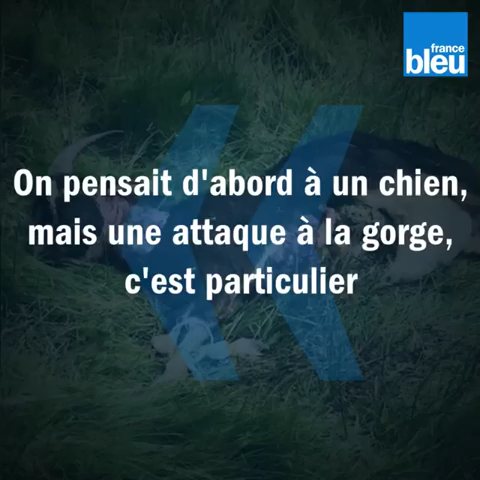 france
bleu
On pensait d'abord à un chien,
mais une attaque à la gorge,
c'est particulier